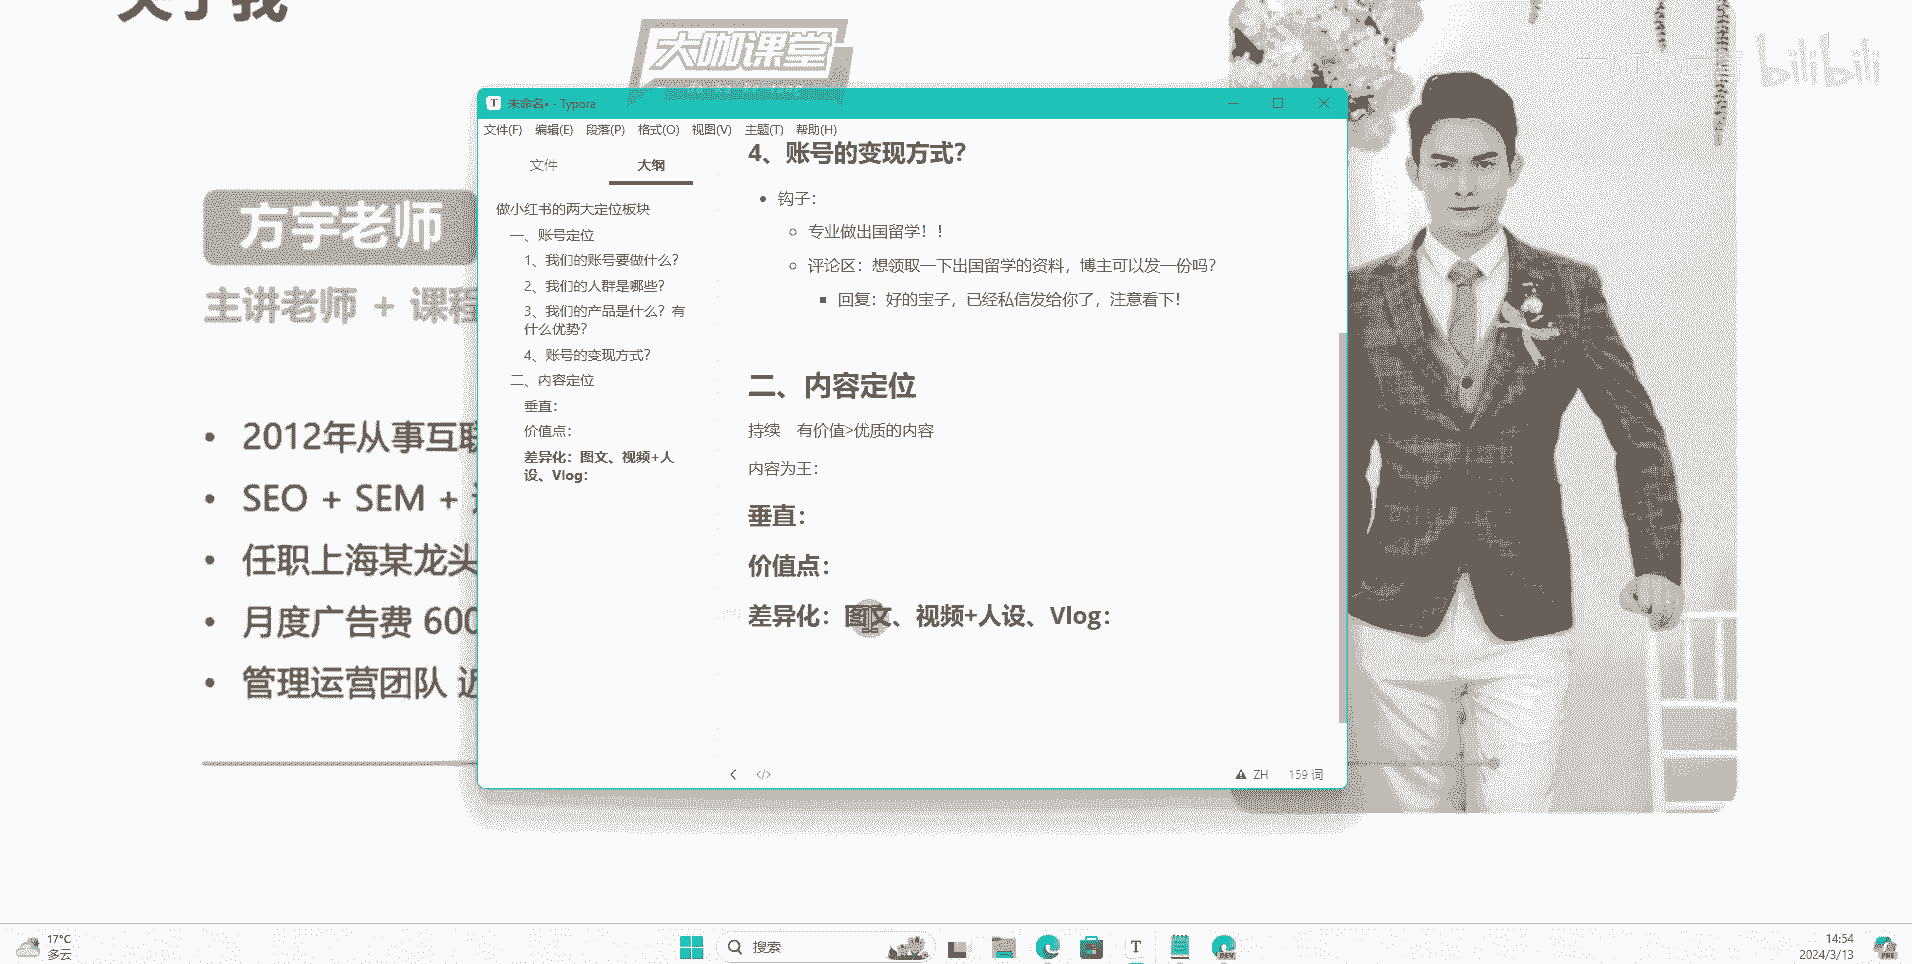 关于我
大咖课堂
bilibili
方宇老师
主讲老师 + 课程
2012年从事互联
SEO + SEM +
任职上海某龙头
月度广告费 600
管理运营团队 近
未命名• - Typora
文件(F) 编辑(E) 段落(P) 格式(O) 视图(V) 主题(T) 帮助(H)
文件 大纲
做小红书的两大定位板块
一、账号定位
1、我们的账号要做什么？
2、我们的人群是哪些？
3、我们的产品是什么？有
什么优势？
4、账号的变现方式？
二、内容定位
垂直：
价值点：
差异化：图文、视频+人
设、Vlog：
4、账号的变现方式？
钩子：
专业做出国留学！！
评论区：想领取一下出国留学的资料，博主可以发一份吗？
回复：好的宝子，已经私信发给你了，注意看下！
二、内容定位
持续 有价值>优质的内容
内容为王：
垂直：
价值点：
差异化：图文、视频+人设、Vlog：
ZH 159 词
17°C
多云
搜索
T
DEV
14:54
2024/3/13
PRE